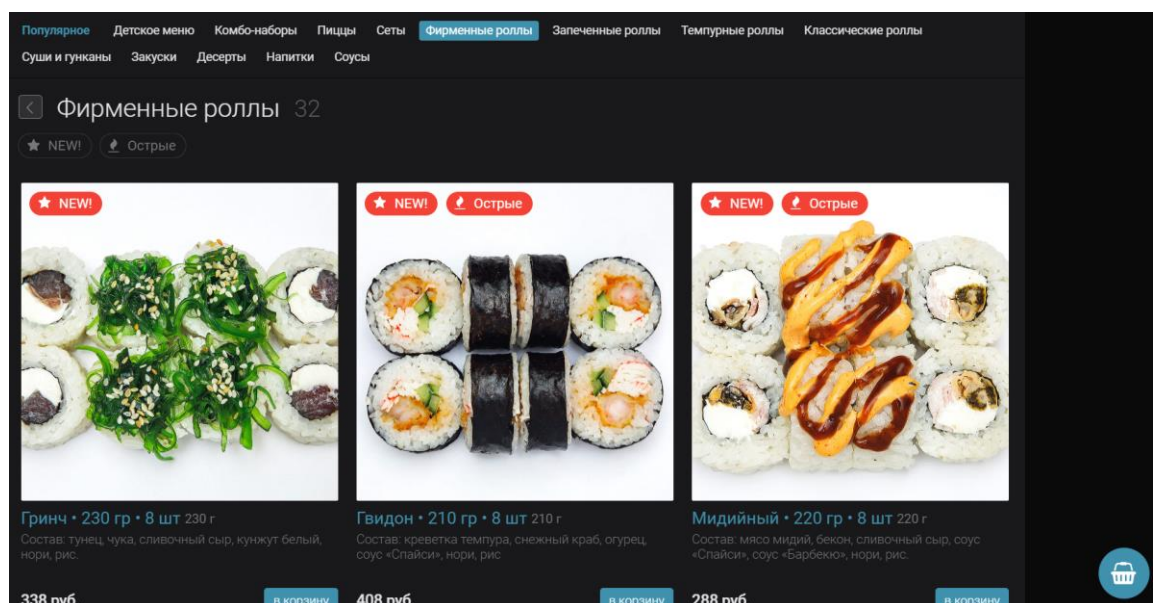 Популярное Детское меню Комбо-наборы Пиццы Сеты Фирменные роллы Запеченные роллы Темпурные роллы Классические роллы
Суши и гунканы Закуски Десерты Напитки Соусы
Фирменные роллы 32
NEW! Острые
NEW! NEW! Острые NEW! Острые
Гринч • 230 гр • 8 шт 230 г
Состав: тунец, чука, сливочный сыр, кунжут белый,
нори, рис.
338 руб в корзину
Гвидон • 210 гр • 8 шт 210 г
Состав: креветка темпура, снежный краб, огурец,
соус «Спайси», нори, рис
408 руб в корзину
Мидийный • 220 гр • 8 шт 220 г
Состав: мясо мидий, бекон, сливочный сыр, соус
«Спайси», соус «Барбекю», нори, рис.
288 руб в корзину